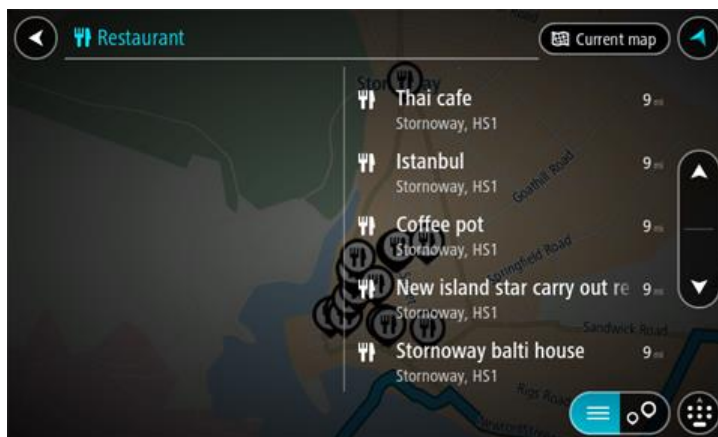 Restaurant
Current map
Thai cafe
9 mi
Stornoway, HS1
Istanbul
9 mi
Stornoway, HS1
Goathill Road
Coffee pot
9 mi
Stornoway, HS1
Springfield Road
New island star carry out re
9 mi
Stornoway, HS1
Sandwick Road
Stornoway balti house
9 mi
Stornoway, HS1
Rigs Road